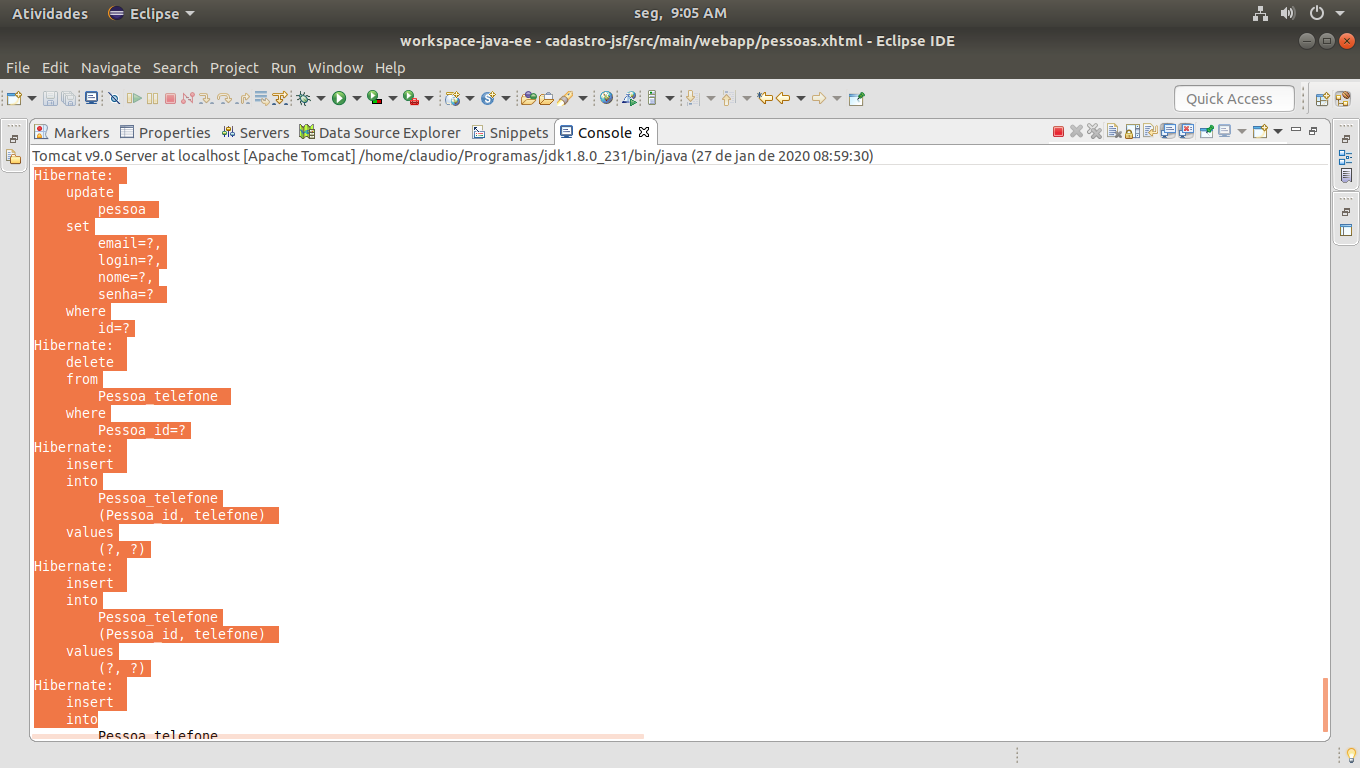 Atividades Eclipse seg, 9:05 AM
workspace-java-ee - cadastro-jsf/src/main/webapp/pessoas.xhtml - Eclipse IDE
File Edit Navigate Search Project Run Window Help
Quick Access
Markers Properties Servers Data Source Explorer Snippets Console
Tomcat v9.0 Server at localhost [Apache Tomcat] /home/claudio/Programas/jdk1.8.0_231/bin/java (27 de jan de 2020 08:59:30)
Hibernate:
update
pessoa
set
email=?,
login=?,
nome=?,
senha=?
where
id=?
Hibernate:
delete
from
Pessoa_telefone
where
Pessoa_id=?
Hibernate:
insert
into
Pessoa_telefone
(Pessoa_id, telefone)
values
(?, ?)
Hibernate:
insert
into
Pessoa_telefone
(Pessoa_id, telefone)
values
(?, ?)
Hibernate:
insert
into
Pessoa_telefone